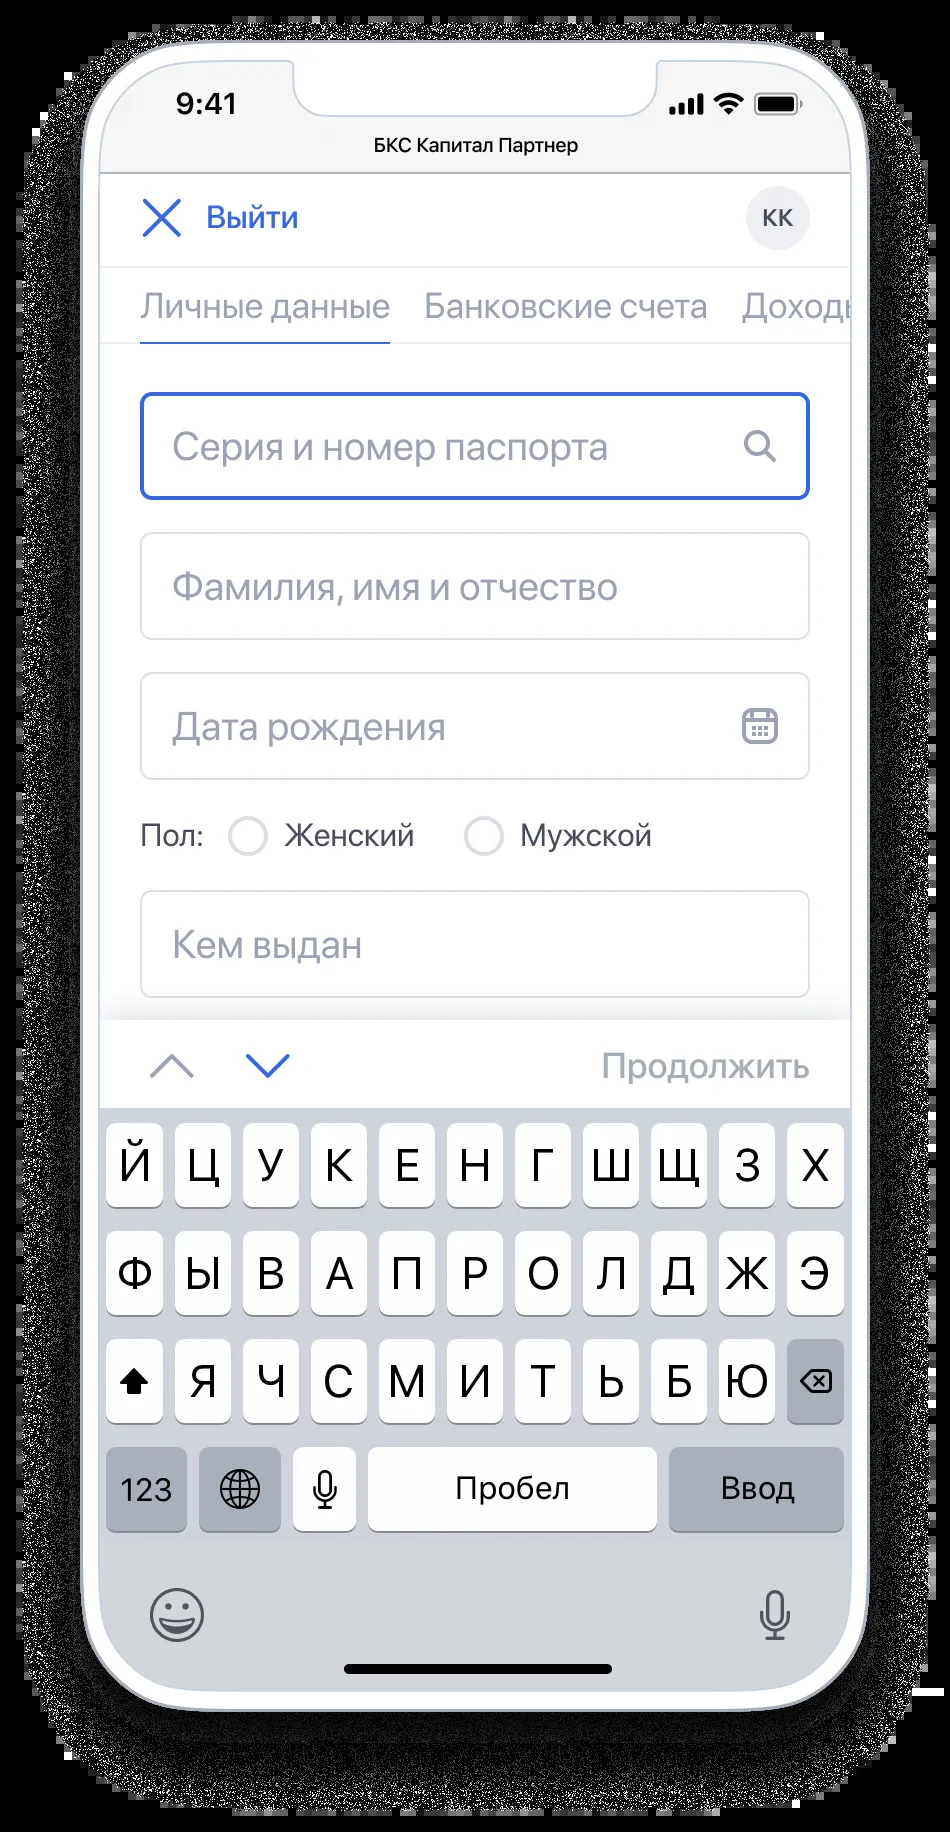 9:41
БКС Капитал Партнер
Выйти
КК
Личные данные Банковские счета Доходы
Серия и номер паспорта
Фамилия, имя и отчество
Дата рождения
Пол: Женский Мужской
Кем выдан
Продолжить
Й Ц У К Е Н Г Ш Щ З Х
Ф Ы В А П Р О Л Д Ж Э
Я Ч С М И Т Ь Б Ю
123 Пробел Ввод